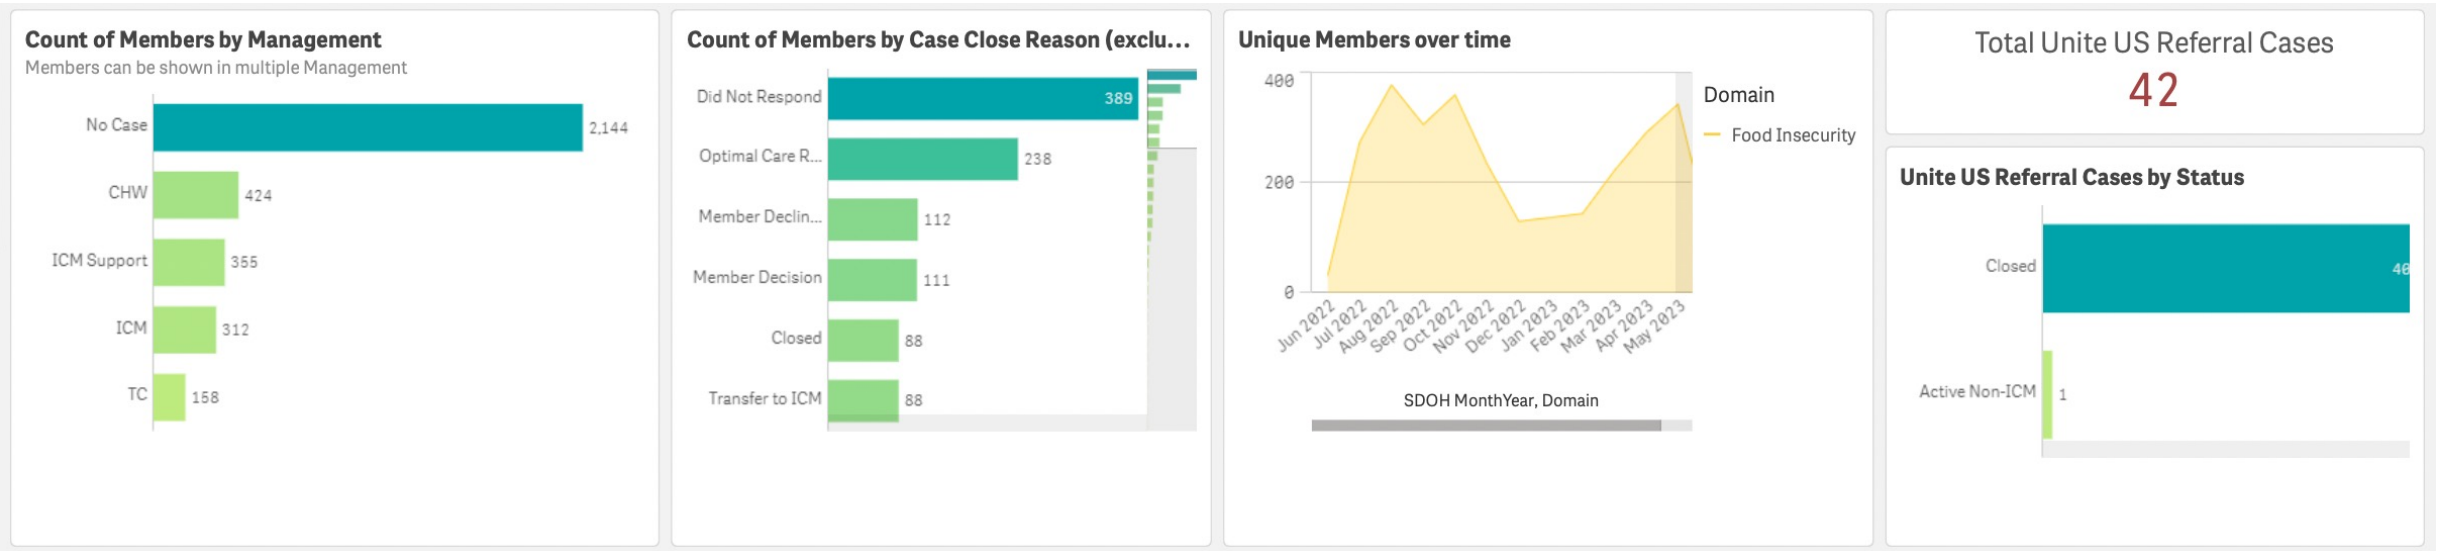 Count of Members by Management
Members can be shown in multiple Management
No Case
2,144
CHW
424
ICM Support
355
ICM
312
TC
158
Count of Members by Case Close Reason (exclu...
Did Not Respond
389
Optimal Care R...
238
Member Declin...
112
Member Decision
111
Closed
88
Transfer to ICM
88
Unique Members over time
400
200
0
Jun 2022
Jul 2022
Aug 2022
Sep 2022
Oct 2022
Nov 2022
Dec 2022
Jan 2023
Feb 2023
Mar 2023
Apr 2023
May 2023
SDOH MonthYear, Domain
Domain
Food Insecurity
Total Unite US Referral Cases
42
Unite US Referral Cases by Status
Closed
40
Active Non-ICM
1